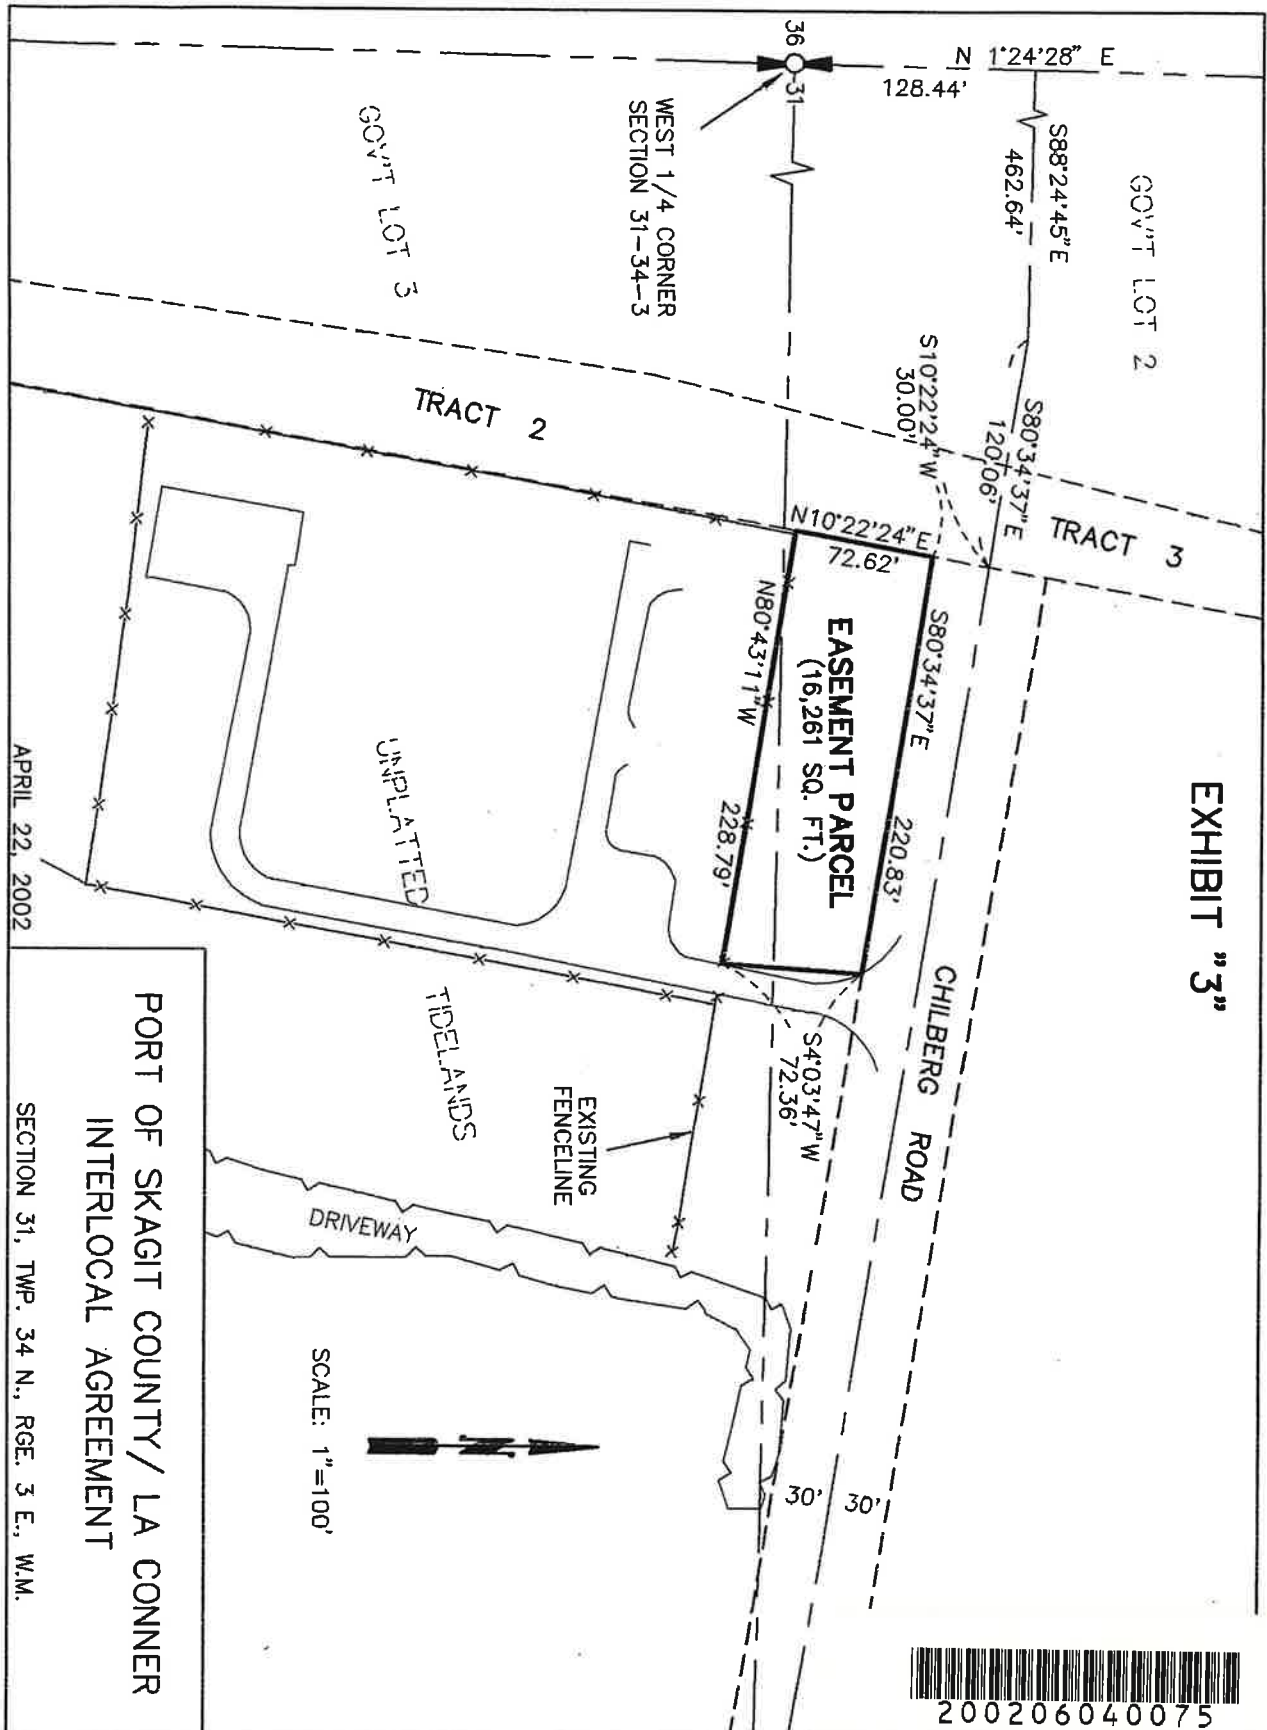 EXHIBIT "3"
N 1°24'28" E
128.44'
36
31
S88°24'45"E
462.64'
GOV'T LOT 2
WEST 1/4 CORNER
SECTION 31-34-3
GOV'T LOT 3
S10°22'24"W
30.00'
S80°34'37"E
120.06'
TRACT 3
TRACT 2
N10°22'24"E
72.62'
S80°34'37"E
220.83'
EASEMENT PARCEL
(16,261 SQ. FT.)
N80°43'11"W
228.79'
CHILBERG ROAD
S4°03'47"W
72.36'
UNPLATTED
TIDELANDS
EXISTING
FENCELINE
DRIVEWAY
30'
30'
SCALE: 1"=100'
N
APRIL 22, 2002
PORT OF SKAGIT COUNTY/ LA CONNER
INTERLOCAL AGREEMENT
SECTION 31, TWP. 34 N., RGE. 3 E., W.M.
200206040075